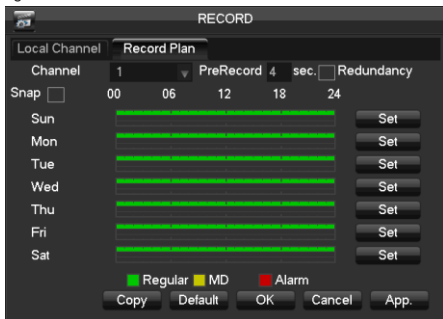 RECORD
Local Channel Record Plan
Channel 1 PreRecord 4 sec. Redundancy
Snap 00 06 12 18 24
Sun Set
Mon Set
Tue Set
Wed Set
Thu Set
Fri Set
Sat Set
Regular MD Alarm
Copy Default OK Cancel App.